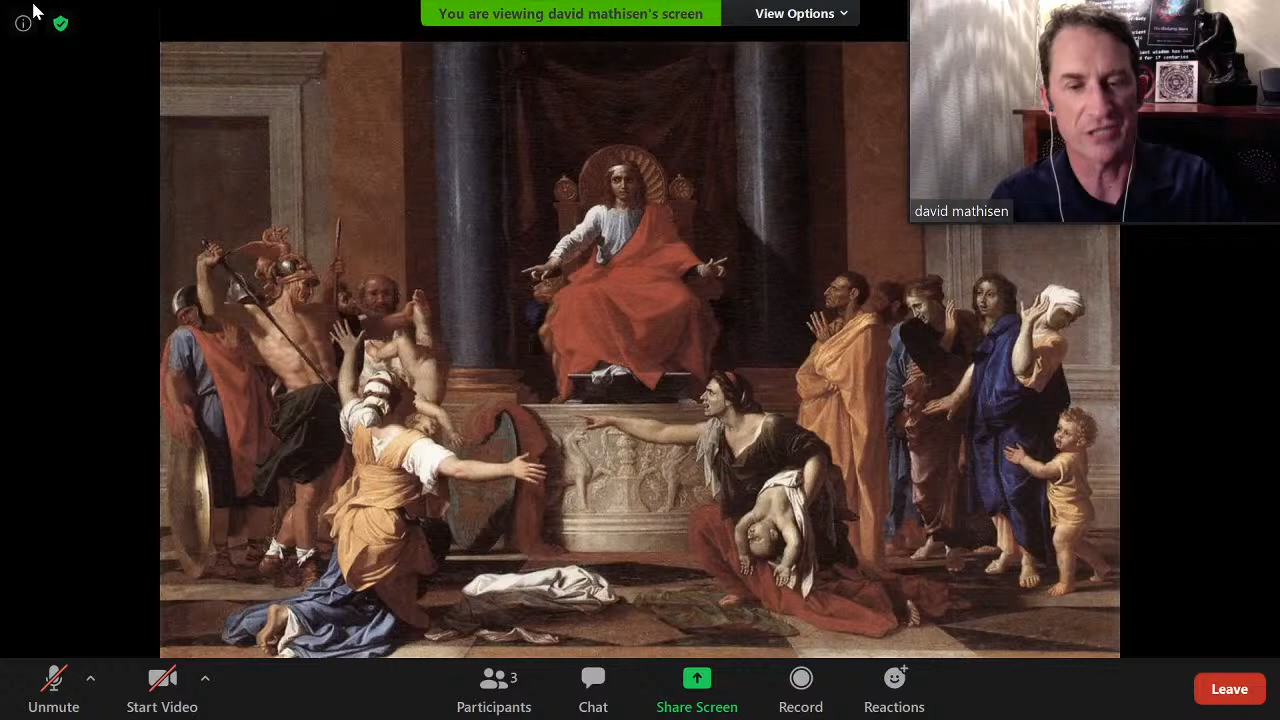 You are viewing david mathisen's screen
View Options
david mathisen
Unmute
Start Video
Participants
3
Chat
Share Screen
Record
Reactions
Leave